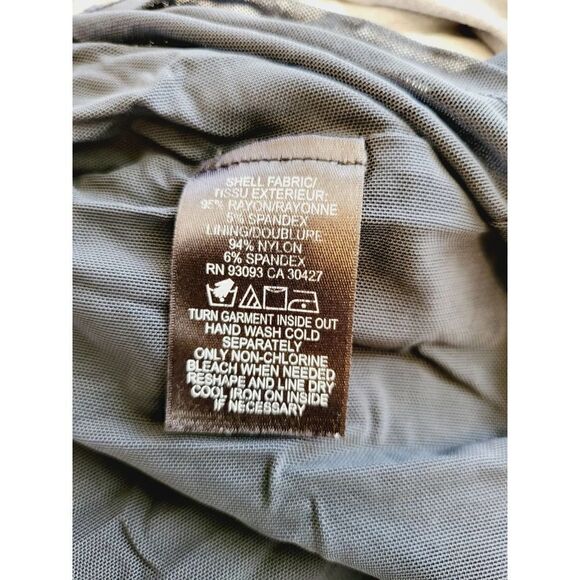 SHELL FABRIC/
TISSU EXTERIEUR:
95% RAYON/RAYONNE
5% SPANDEX
LINING/DOUBLURE
94% NYLON
6% SPANDEX
RN 93093 CA 30427
TURN GARMENT INSIDE OUT
HAND WASH COLD
SEPARATELY
ONLY NON-CHLORINE
BLEACH WHEN NEEDED
RESHAPE AND LINE DRY
COOL IRON ON INSIDE
IF NECESSARY